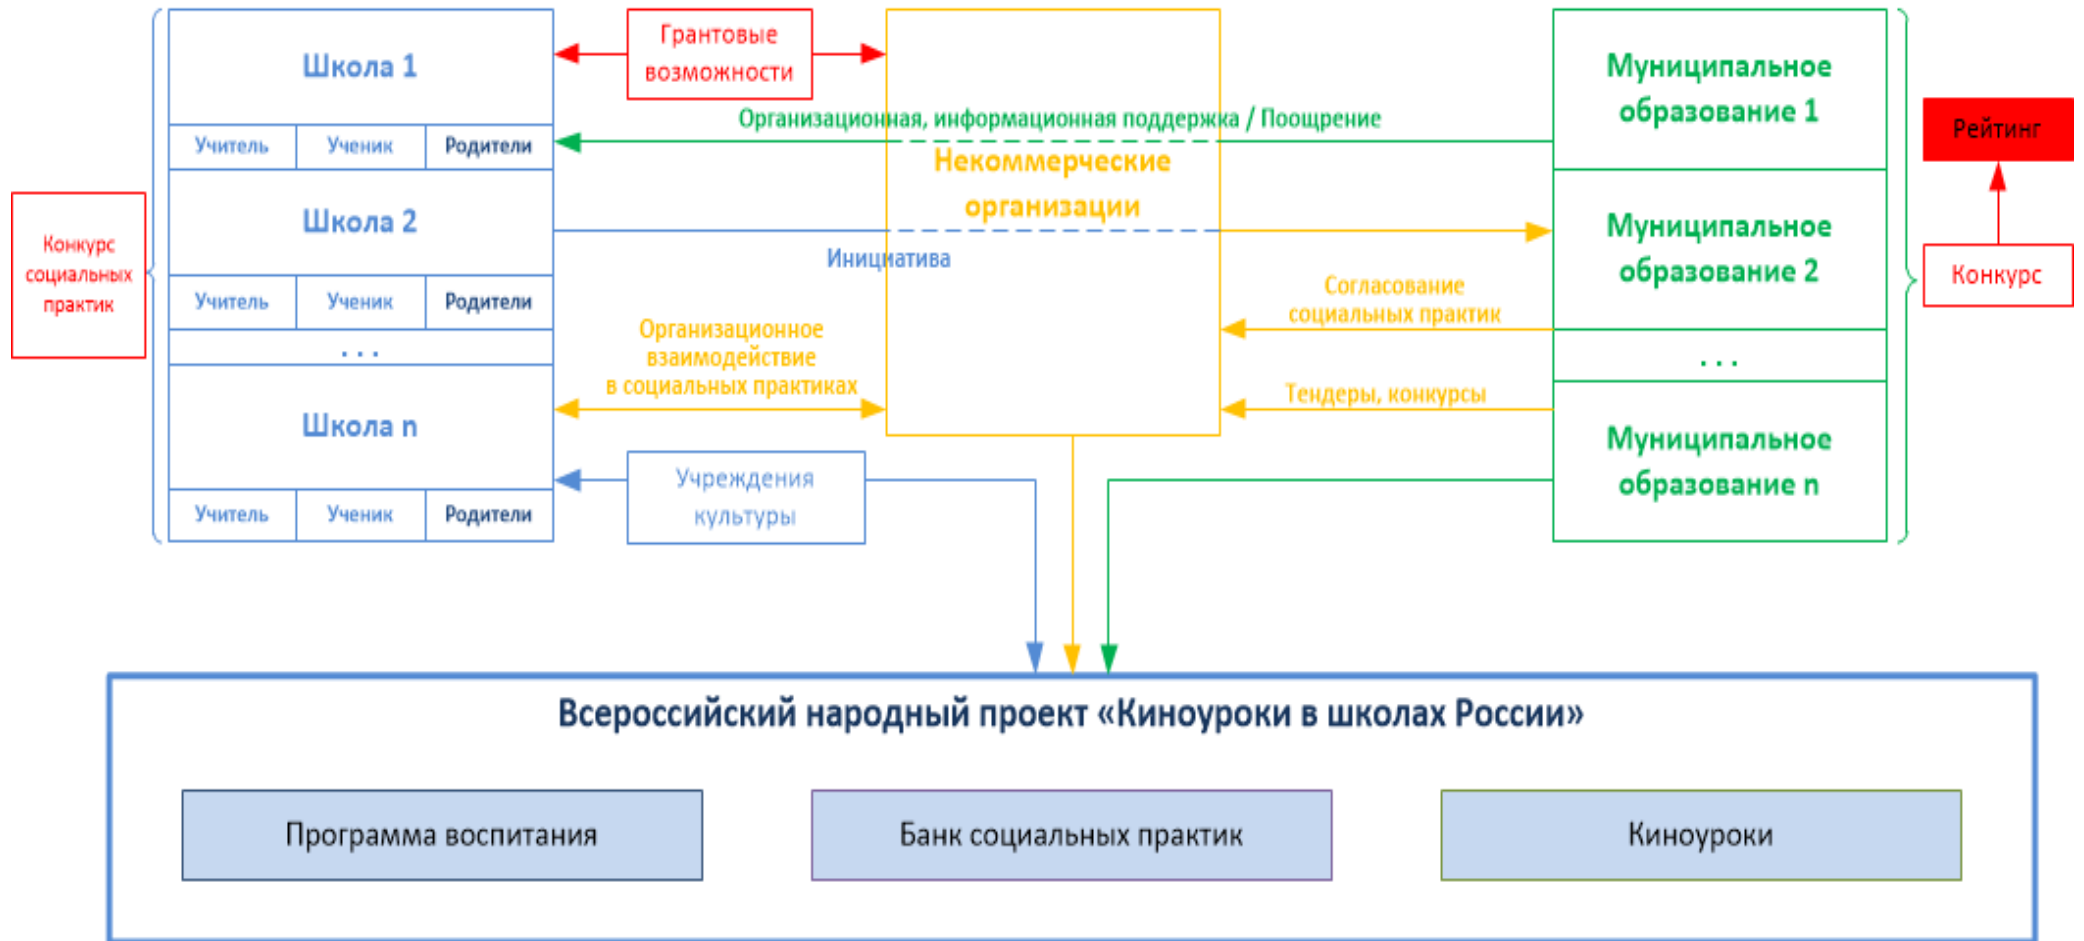 Конкурс
социальных
практик
Школа 1
Учитель
Ученик
Родители
Школа 2
Учитель
Ученик
Родители
. . .
Школа n
Учитель
Ученик
Родители
Грантовые
возможности
Организационная, информационная поддержка / Поощрение
Некоммерческие
организации
Инициатива
Согласование
социальных практик
Организационное
взаимодействие
в социальных практиках
Тендеры, конкурсы
Учреждения
культуры
Муниципальное
образование 1
Муниципальное
образование 2
. . .
Муниципальное
образование n
Рейтинг
Конкурс
Всероссийский народный проект «Киноуроки в школах России»
Программа воспитания
Банк социальных практик
Киноуроки